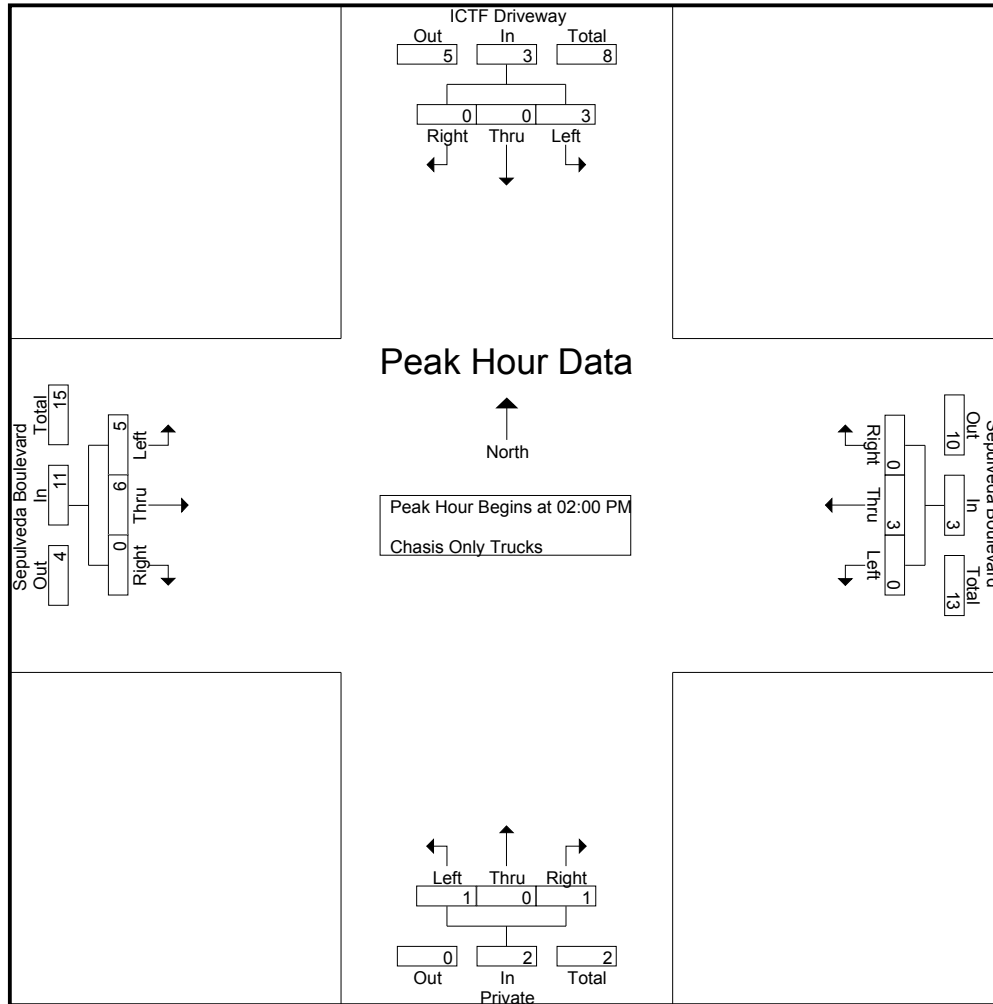 ICTF Driveway
Out In Total
5 3 8
0 0 3
Right Thru Left
Peak Hour Data
North
Peak Hour Begins at 02:00 PM
Chasis Only Trucks
Sepulveda Boulevard
Total In Out
15 11 4
5 6 0
Left Thru Right
Sepulveda Boulevard
Out In Total
10 3 13
0 3 0
Right Thru Left
Left Thru Right
1 0 1
0 2 2
Out In Total
Private